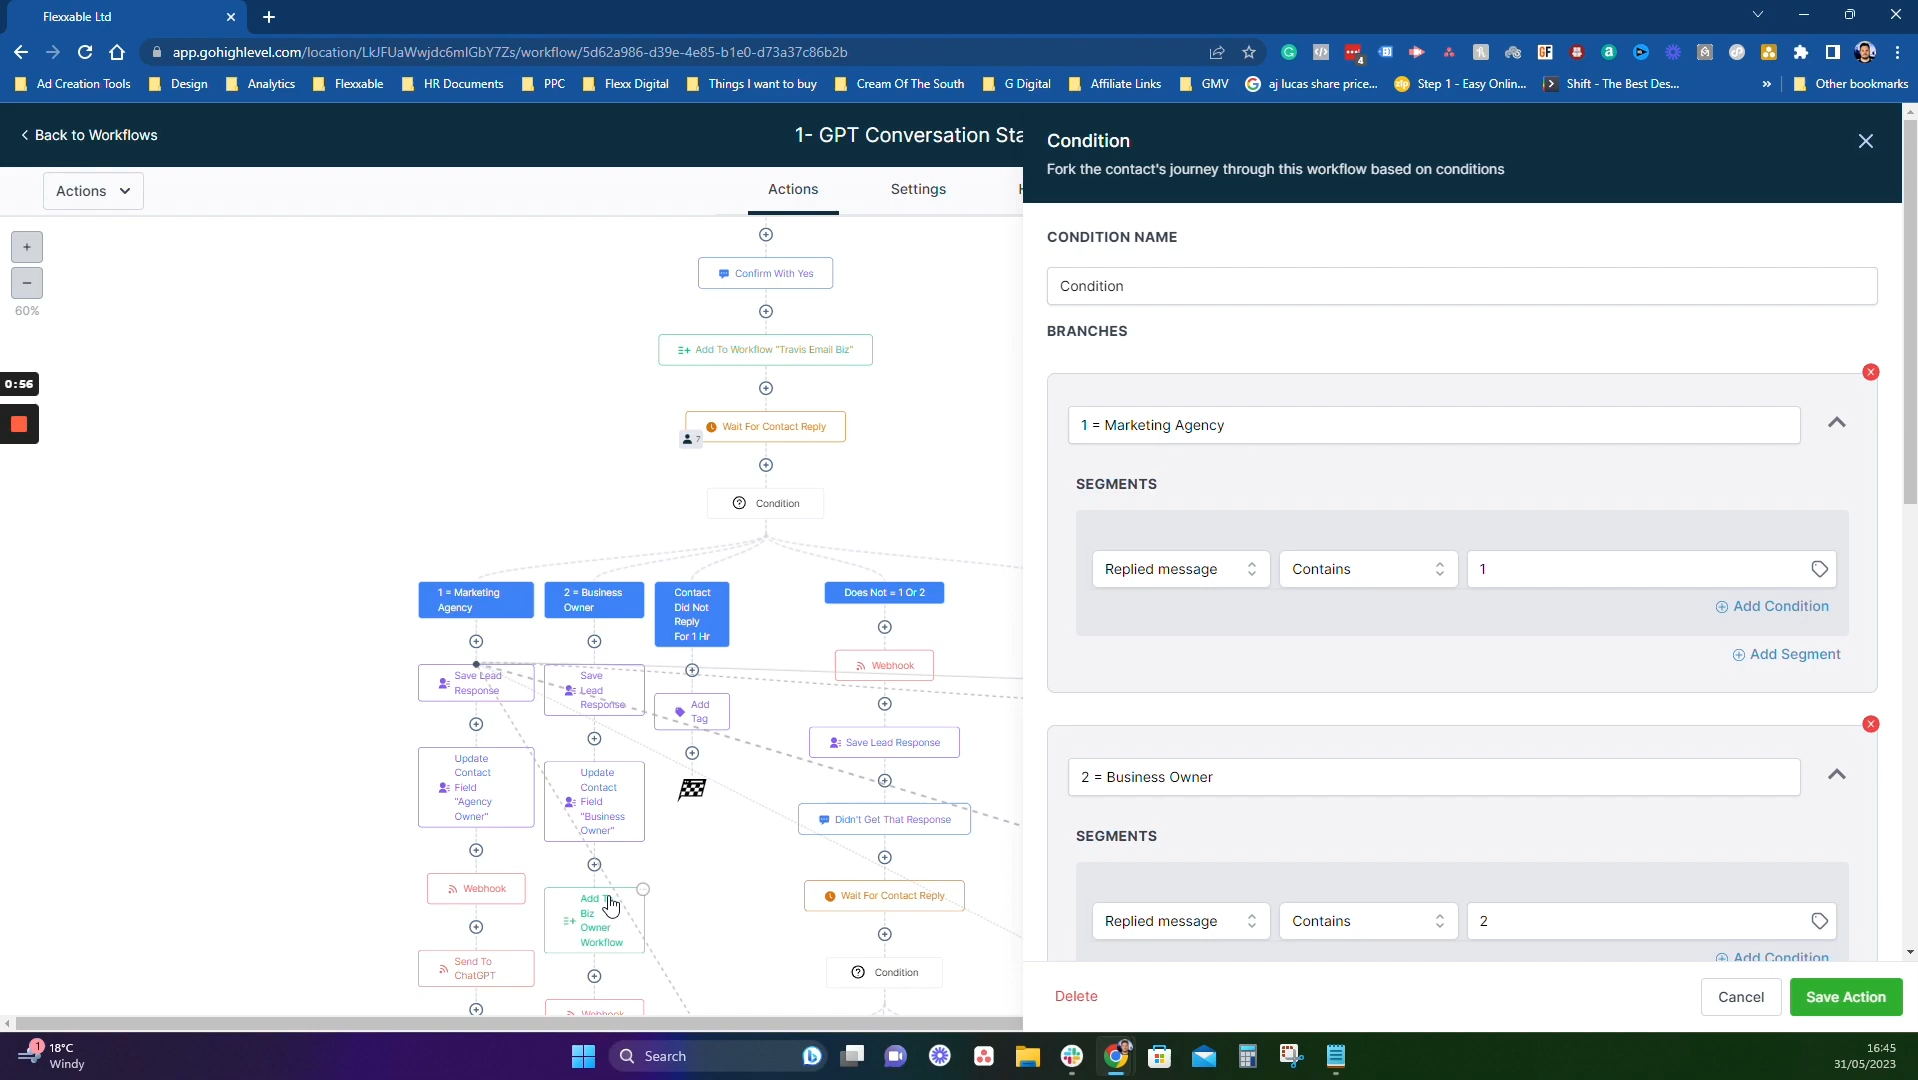 Flexxable Ltd
app.gohighlevel.com/location/LkJFUaWwjdc6mlGbY7Zs/workflow/5d62a986-d39e-4e85-b1e0-d73a37c86b2b
4
GF
Ad Creation Tools
Design
Analytics
Flexxable
HR Documents
PPC
Flexx Digital
Things I want to buy
Cream Of The South
G Digital
Affiliate Links
GMV
aj lucas share price...
Step 1 - Easy Onlin...
Shift - The Best Des...
Other bookmarks
Back to Workflows
1- GPT Conversation Sta
Actions
Actions
Settings
60%
0:56
Confirm With Yes
Add To Workflow "Travis Email Biz"
Wait For Contact Reply
7
Condition
1 = Marketing
Agency
2 = Business
Owner
Contact
Did Not
Reply
For 1 Hr
Does Not = 1 Or 2
Save Lead
Response
Save
Lead
Response
Add
Tag
Webhook
Save Lead Response
Update
Contact
Field
"Agency
Owner"
Update
Contact
Field
"Business
Owner"
Didn't Get That Response
Webhook
Add
Biz
Owner
Workflow
Wait For Contact Reply
Send To
ChatGPT
Condition
Webhook
Condition
Fork the contact's journey through this workflow based on conditions
CONDITION NAME
Condition
BRANCHES
1 = Marketing Agency
SEGMENTS
Replied message
Contains
1
Add Condition
Add Segment
2 = Business Owner
SEGMENTS
Replied message
Contains
2
Add Condition
Delete
Cancel
Save Action
1
18°C
Windy
Search
16:45
31/05/2023